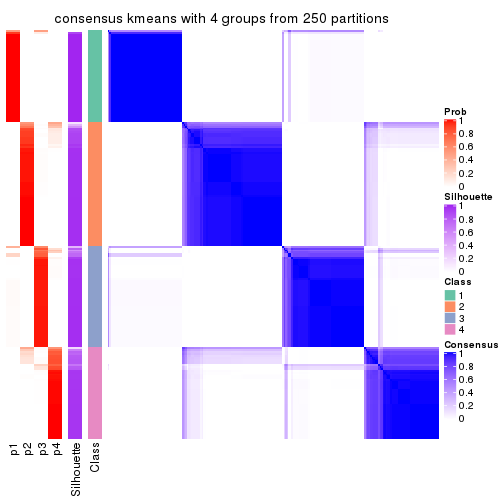 consensus kmeans with 4 groups from 250 partitions
Prob
1
0.8
0.6
0.4
0.2
0
Silhouette
1
0.8
0.6
0.4
0.2
0
Class
1
2
3
4
Consensus
1
0.8
0.6
0.4
0.2
0
p1
p2
p3
p4
Silhouette
Class